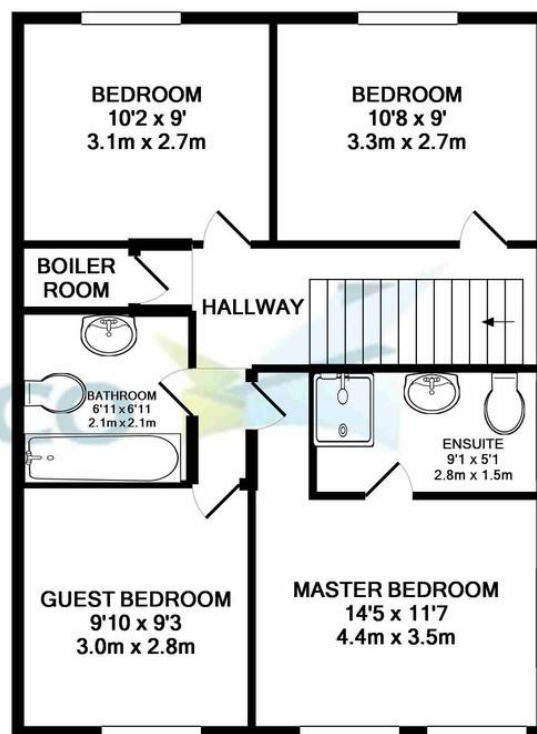 BEDROOM
10'2 x 9'
3.1m x 2.7m
BEDROOM
10'8 x 9'
3.3m x 2.7m
BOILER
ROOM
HALLWAY
BATHROOM
6'11 x 6'11
2.1m x 2.1m
ENSUITE
9'1 x 5'1
2.8m x 1.5m
GUEST BEDROOM
9'10 x 9'3
3.0m x 2.8m
MASTER BEDROOM
14'5 x 11'7
4.4m x 3.5m